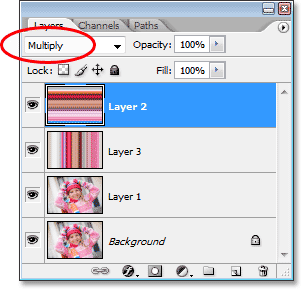 Layers Channels Paths
Multiply Opacity: 100%
Lock: Fill: 100%
Layer 2
Layer 3
Layer 1
Background